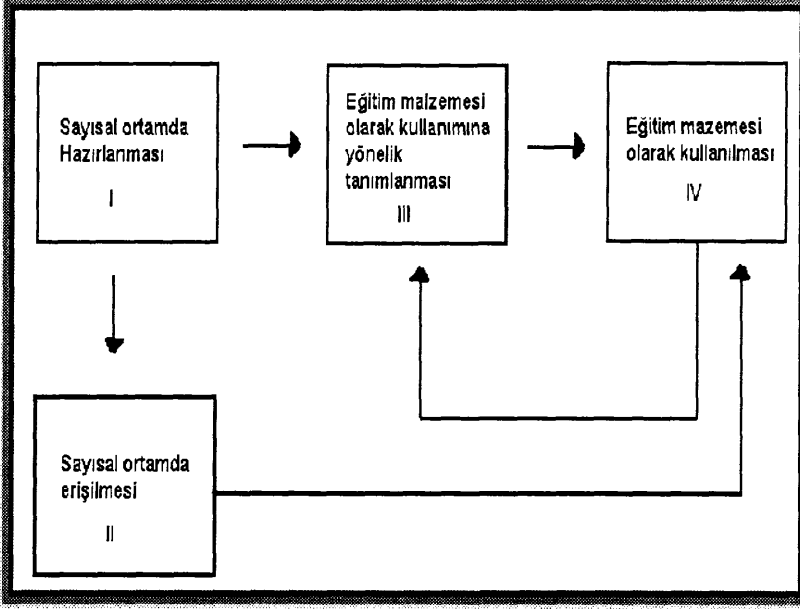 Sayısal ortamda
Hazırlanması
I
Eğitim malzemesi
olarak kullanımına
yönelik
tanımlanması
III
Eğitim mazemesi
olarak kullanılması
IV
Sayısal ortamda
erişilmesi
II